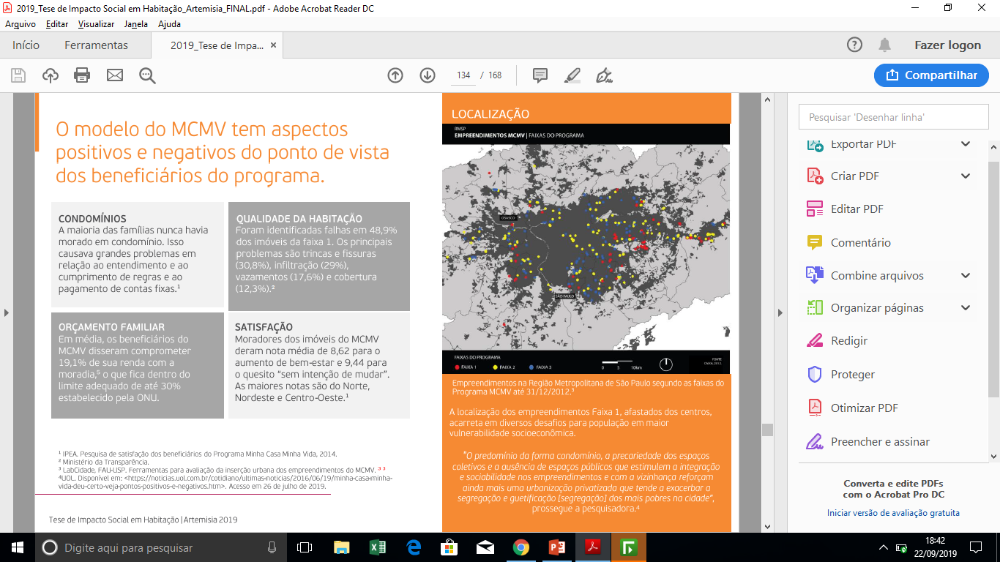 2019_Tese de Impacto Social em Habitação_Artemisia_FINAL.pdf - Adobe Acrobat Reader DC
Arquivo Editar Visualizar Janela Ajuda
Início Ferramentas 2019_Tese de Impa... × Fazer logon
134 / 168 Compartilhar
O modelo do MCMV tem aspectos
positivos e negativos do ponto de vista
dos beneficiários do programa.
CONDOMÍNIOS
A maioria das famílias nunca havia
morado em condomínio. Isso
causava grandes problemas em
relação ao entendimento e ao
cumprimento de regras e ao
pagamento de contas fixas.¹
QUALIDADE DA HABITAÇÃO
Foram identificadas falhas em 48,9%
dos imóveis da faixa 1. Os principais
problemas são trincas e fissuras
(30,8%), infiltração (29%),
vazamentos (17,6%) e cobertura
(12,3%).²
ORÇAMENTO FAMILIAR
Em média, os beneficiários do
MCMV disseram comprometer
19,1% de sua renda com a
moradia,⁵ o que fica dentro do
limite adequado de até 30%
estabelecido pela ONU.
SATISFAÇÃO
Moradores dos imóveis do MCMV
deram nota média de 8,62 para o
aumento de bem-estar e 9,44 para
o quesito “sem intenção de mudar”.
As maiores notas são do Norte,
Nordeste e Centro-Oeste.¹
¹ IPEA. Pesquisa de satisfação dos beneficiários do Programa Minha Casa Minha Vida, 2014.
² Ministério da Transparência.
³ LabCidade, FAU-USP. Ferramentas para avaliação da inserção urbana dos empreendimentos do MCMV. ³ ³
⁴UOL. Disponível em: <https://noticias.uol.com.br/cotidiano/ultimas-noticias/2016/06/19/minha-casa-minha-
vida-deu-certo-veja-pontos-positivos-e-negativos.htm>. Acesso em 26 de julho de 2019.
Tese de Impacto Social em Habitação | Artemisia 2019
LOCALIZAÇÃO
RMSP
EMPREENDIMENTOS MCMV | FAIXAS DO PROGRAMA
OSASCO
SÃO PAULO
FAIXAS DO PROGRAMA
FAIXA 1 FAIXA 2 FAIXA 3
0 5 10km
FONTE
CAIXA, 2012.
Empreendimentos na Região Metropolitana de São Paulo segundo as faixas do
Programa MCMV até 31/12/2012.³
A localização dos empreendimentos Faixa 1, afastados dos centros,
acarreta em diversos desafios para população em maior
vulnerabilidade socioeconômica.
"O predomínio da forma condomínio, a precariedade dos espaços
coletivos e a ausência de espaços públicos que estimulem a integração
e sociabilidade nos empreendimentos e com a vizinhança reforçam
ainda mais uma urbanização privatizada que tende a exacerbar a
segregação e guetificação [segregação] dos mais pobres na cidade",
prossegue a pesquisadora.⁴
Pesquisar 'Desenhar linha'
Exportar PDF
Criar PDF
Editar PDF
Comentário
Combine arquivos
Organizar páginas
Redigir
Proteger
Otimizar PDF
Preencher e assinar
Converta e edite PDFs
com o Acrobat Pro DC
Iniciar versão de avaliação gratuita
Digite aqui para pesquisar
18:42
22/09/2019